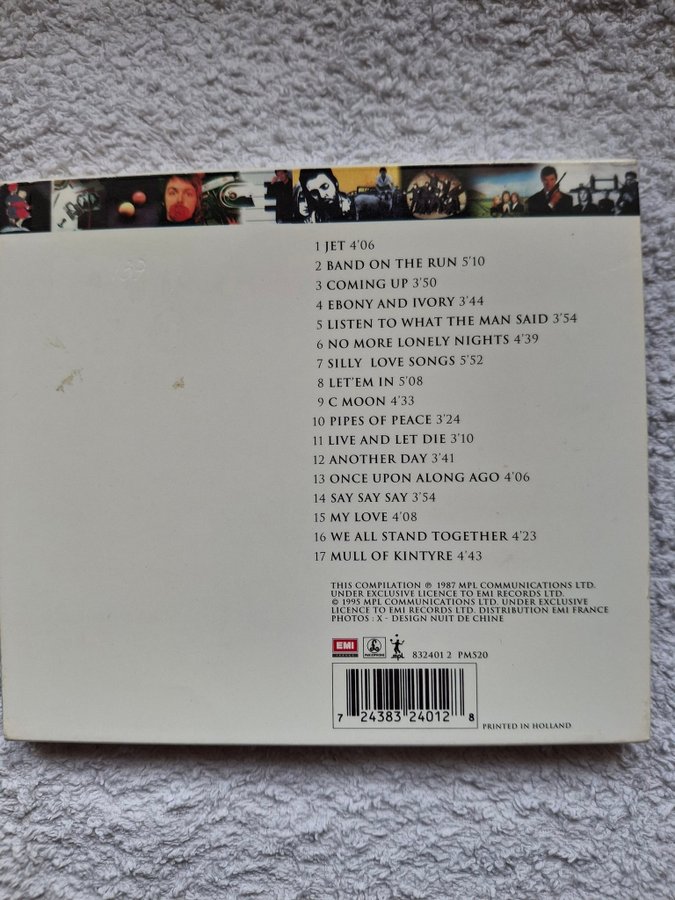 1 JET 4'06
2 BAND ON THE RUN 5'10
3 COMING UP 3'50
4 EBONY AND IVORY 3'44
5 LISTEN TO WHAT THE MAN SAID 3'54
6 NO MORE LONELY NIGHTS 4'39
7 SILLY LOVE SONGS 5'52
8 LET'EM IN 5'08
9 C MOON 4'33
10 PIPES OF PEACE 3'24
11 LIVE AND LET DIE 3'10
12 ANOTHER DAY 3'41
13 ONCE UPON ALONG AGO 4'06
14 SAY SAY SAY 3'54
15 MY LOVE 4'08
16 WE ALL STAND TOGETHER 4'23
17 MULL OF KINTYRE 4'43
THIS COMPILATION ℗ 1987 MPL COMMUNICATIONS LTD.
UNDER EXCLUSIVE LICENCE TO EMI RECORDS LTD.
© 1995 MPL COMMUNICATIONS LTD. UNDER EXCLUSIVE
LICENCE TO EMI RECORDS LTD. DISTRIBUTION EMI FRANCE
PHOTOS : X - DESIGN NUIT DE CHINE
EMI PARLOPHONE mpl 832401 2 PM520
7 24383 24012 8
PRINTED IN HOLLAND